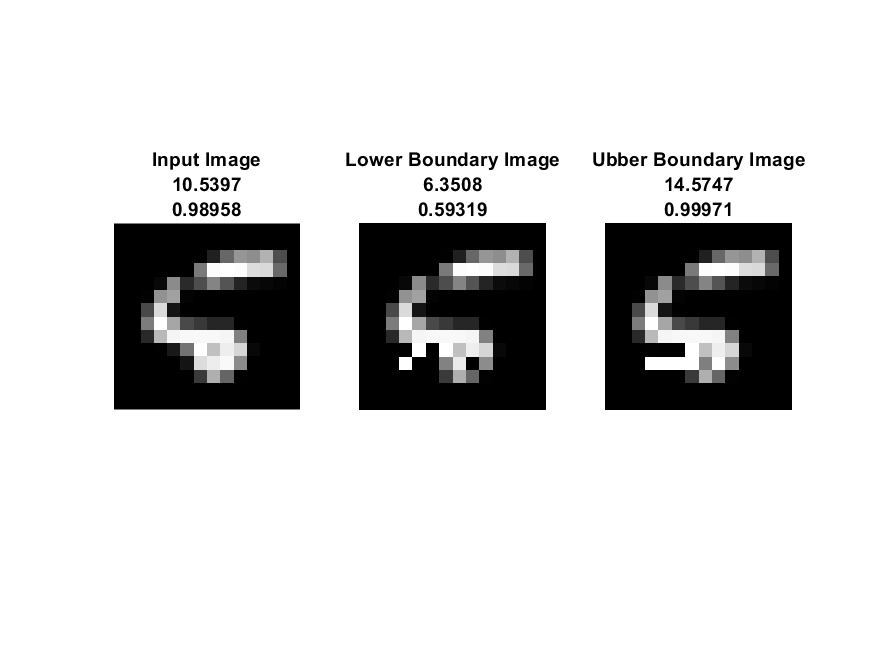 Input Image
10.5397
0.98958
Lower Boundary Image
6.3508
0.59319
Ubber Boundary Image
14.5747
0.99971